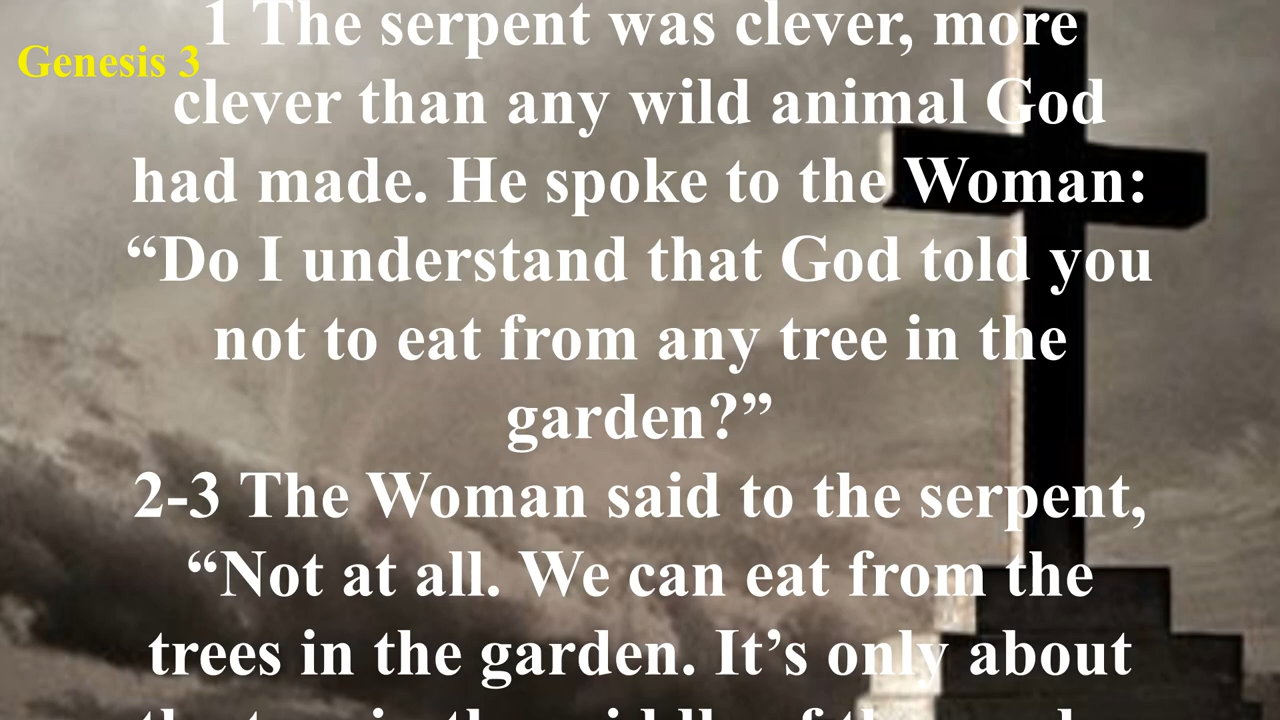 Genesis 3
1 The serpent was clever, more
clever than any wild animal God
had made. He spoke to the Woman:
“Do I understand that God told you
not to eat from any tree in the
garden?”
2-3 The Woman said to the serpent,
“Not at all. We can eat from the
trees in the garden. It’s only about